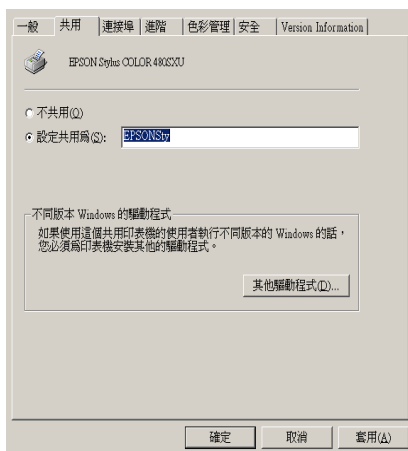 一般 共用 連接埠 進階 色彩管理 安全 Version Information
EPSON Stylus COLOR 480SXU
不共用(O)
設定共用為(S): EPSONSty
不同版本 Windows 的驅動程式
如果使用這個共用印表機的使用者執行不同版本的 Windows 的話，
您必須為印表機安裝其他的驅動程式。
其他驅動程式(D)...
確定 取消 套用(A)